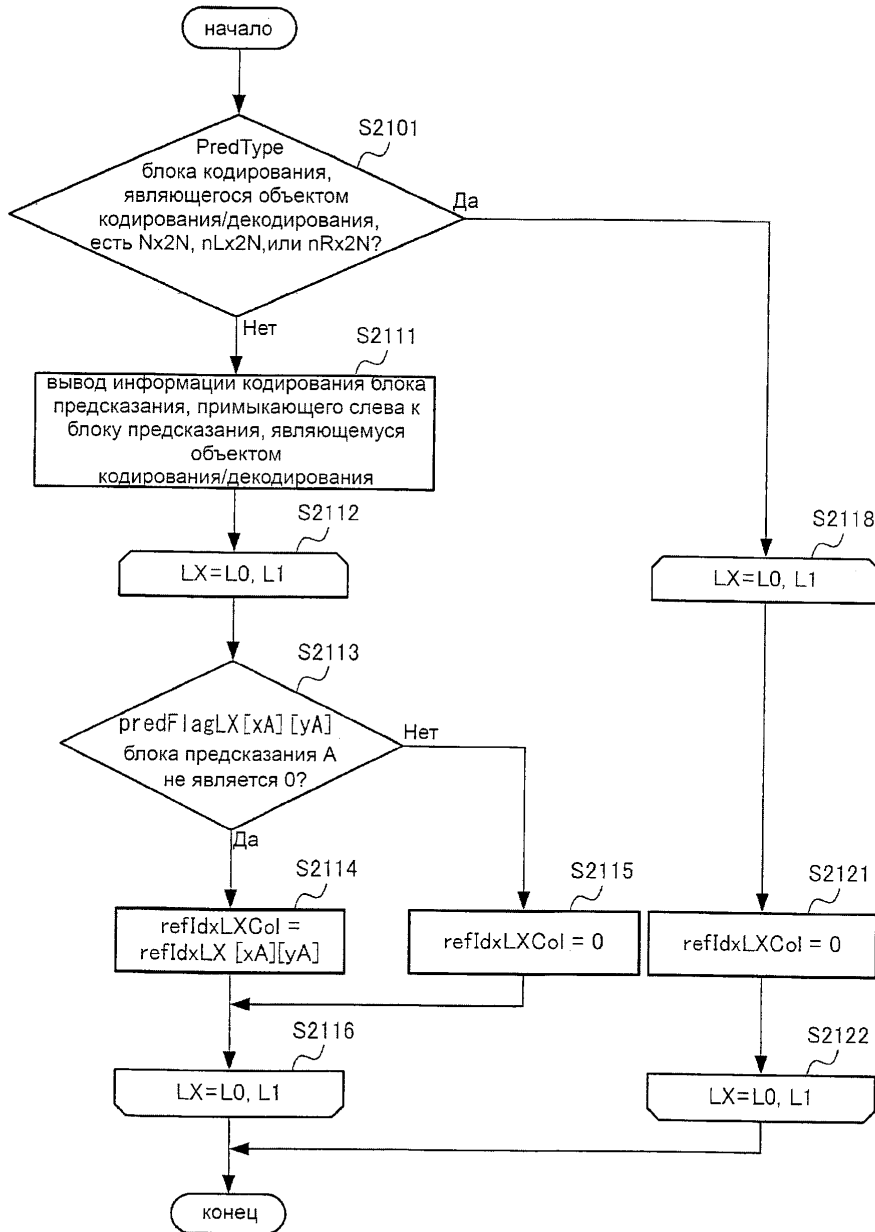 начало
S2101
PredType
блока кодирования,
являющегося объектом
кодирования/декодирования,
есть Nx2N, nLx2N,или nRx2N?
Да
Нет
S2111
вывод информации кодирования блока
предсказания, примыкающего слева к
блоку предсказания, являющемуся
объектом
кодирования/декодирования
S2112
LX=L0, L1
S2118
LX=L0, L1
S2113
predFlagLX[xA][yA]
блока предсказания A
не является 0?
Нет
Да
S2114
refIdxLXCol =
refIdxLX [xA][yA]
S2115
refIdxLXCol = 0
S2121
refIdxLXCol = 0
S2116
LX=L0, L1
S2122
LX=L0, L1
конец